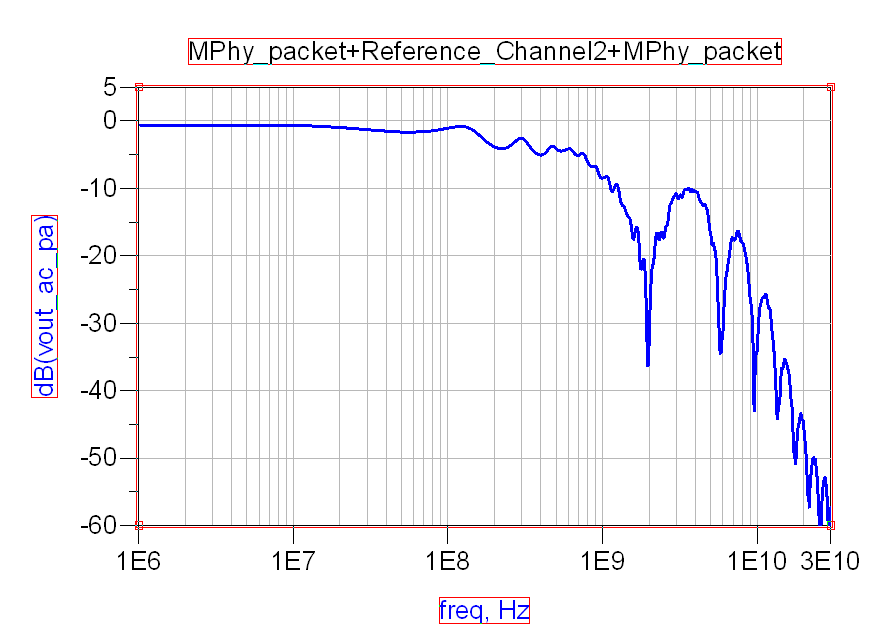 MPhy_packet+Reference_Channel2+MPhy_packet
5
0
-10
-20
-30
-40
-50
-60
dB(vout_ac_pa)
1E6 1E7 1E8 1E9 1E10 3E10
freq, Hz